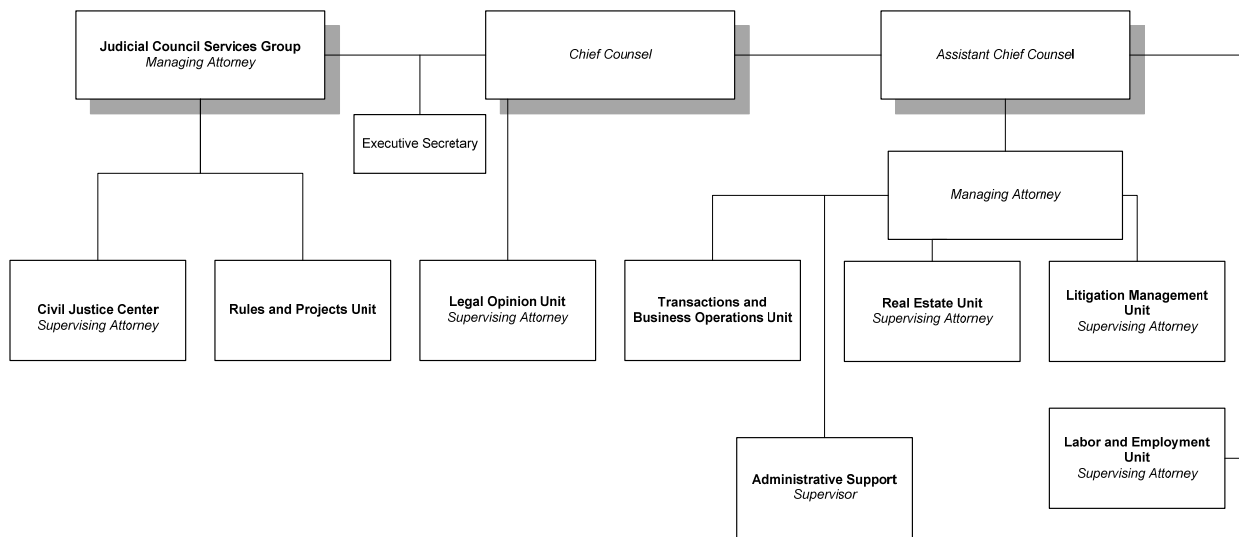 Judicial Council Services Group
Managing Attorney
Chief Counsel
Assistant Chief Counsel
Executive Secretary
Managing Attorney
Civil Justice Center
Supervising Attorney
Rules and Projects Unit
Legal Opinion Unit
Supervising Attorney
Transactions and
Business Operations Unit
Real Estate Unit
Supervising Attorney
Litigation Management
Unit
Supervising Attorney
Labor and Employment
Unit
Supervising Attorney
Administrative Support
Supervisor